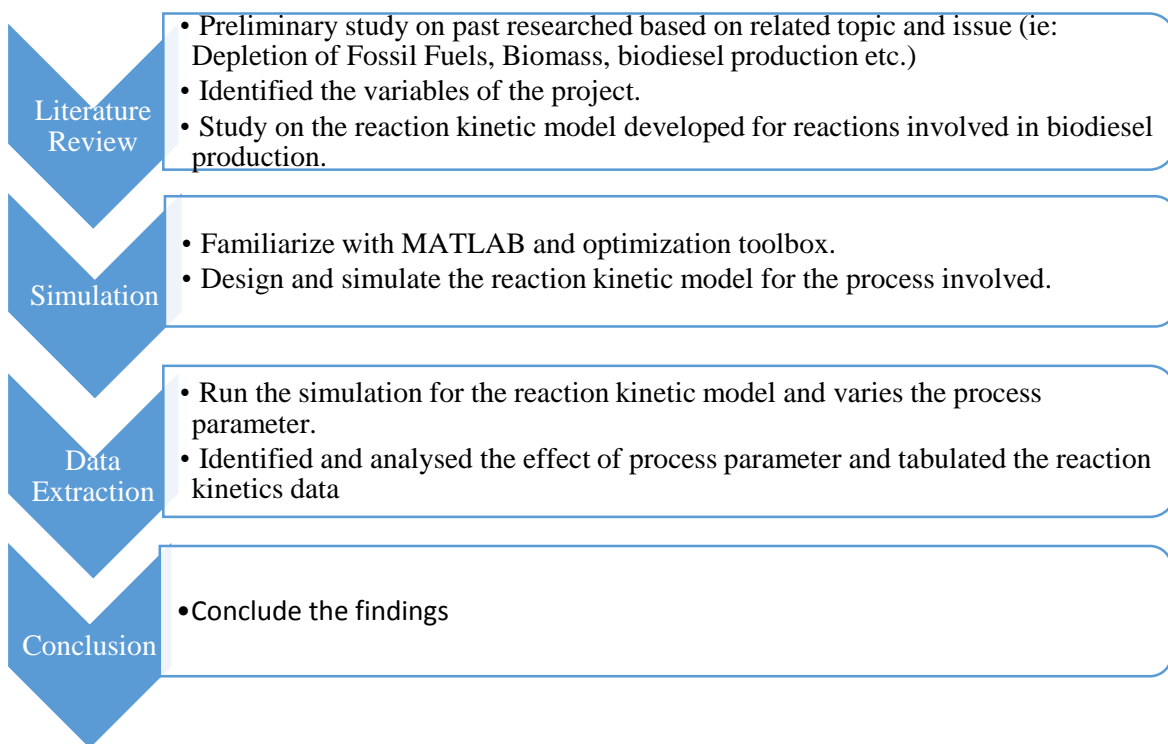 Literature
Review
• Preliminary study on past researched based on related topic and issue (ie:
Depletion of Fossil Fuels, Biomass, biodiesel production etc.)
• Identified the variables of the project.
• Study on the reaction kinetic model developed for reactions involved in biodiesel
production.
Simulation
• Familiarize with MATLAB and optimization toolbox.
• Design and simulate the reaction kinetic model for the process involved.
Data
Extraction
• Run the simulation for the reaction kinetic model and varies the process
parameter.
• Identified and analysed the effect of process parameter and tabulated the reaction
kinetics data
Conclusion
•Conclude the findings